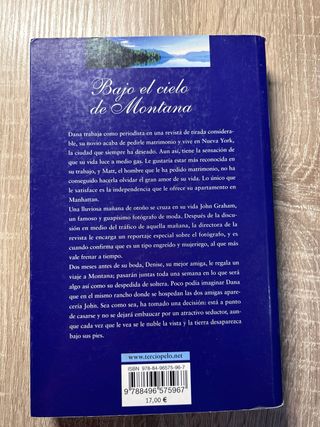 Bajo el cielo
de Montana
Dana trabaja como periodista en una revista de tirada considera-
ble, su novio acaba de pedirle matrimonio y vive en Nueva York,
la ciudad que siempre ha deseado. Aun así, tiene la sensación de
que su vida luce a medio gas. Le gustaría estar más reconocida en
su trabajo, y Matt, el hombre que le ha pedido matrimonio, no ha
conseguido hacerla olvidar el gran amor de su vida. Lo único que
le satisface es la independencia que le ofrece su apartamento en
Manhattan.
Una lluviosa mañana de otoño se cruza en su vida John Graham,
un famoso y guapísimo fotógrafo de moda. Después de la discu-
sión en medio del tráfico de aquella mañana, la directora de la
revista le encarga un reportaje especial sobre el fotógrafo, y es
cuando confirma que es un tipo engreído y mujeriego, al que más
vale frenar a tiempo.
Dos meses antes de su boda, Denise, su mejor amiga, le regala un
viaje a Montana; pasarán juntas toda una semana en lo que será
algo así como su despedida de soltera. Poco podía imaginar Dana
que en el mismo rancho donde se hospedan las dos amigas apare-
cería John. Sea como sea, ha tomado una decisión: está a punto
de casarse y no se dejará embaucar por un atractivo seductor,
aunque cada vez que le vea se le nuble la vista y la tierra desaparezca
bajo sus pies.
www.terciopelo.net
ISBN 978-84-96575-96-7
9 788496 575967
17,00 €